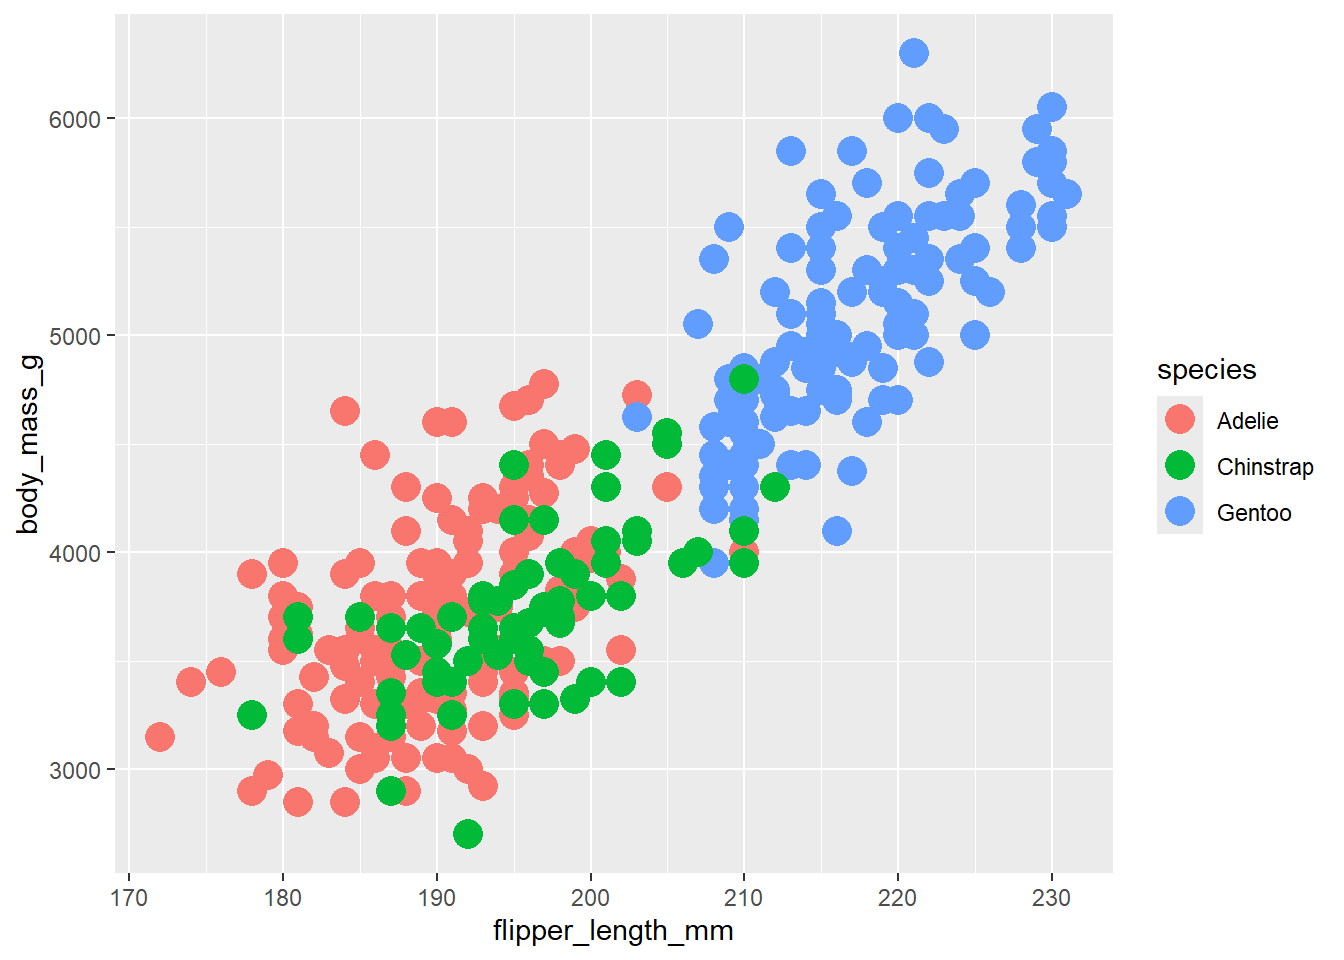 6000
5000
4000
3000
body_mass_g
170 180 190 200 210 220 230
flipper_length_mm
species
Adelie
Chinstrap
Gentoo